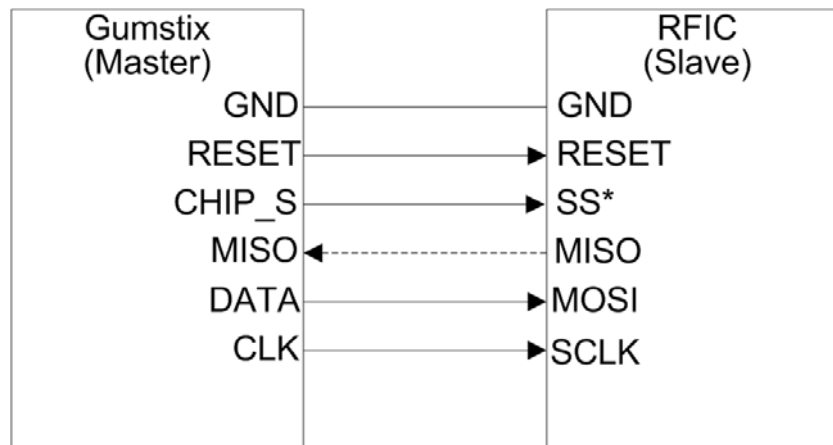 Gumstix
(Master)
GND
RESET
CHIP_S
MISO
DATA
CLK
RFIC
(Slave)
GND
RESET
SS*
MISO
MOSI
SCLK